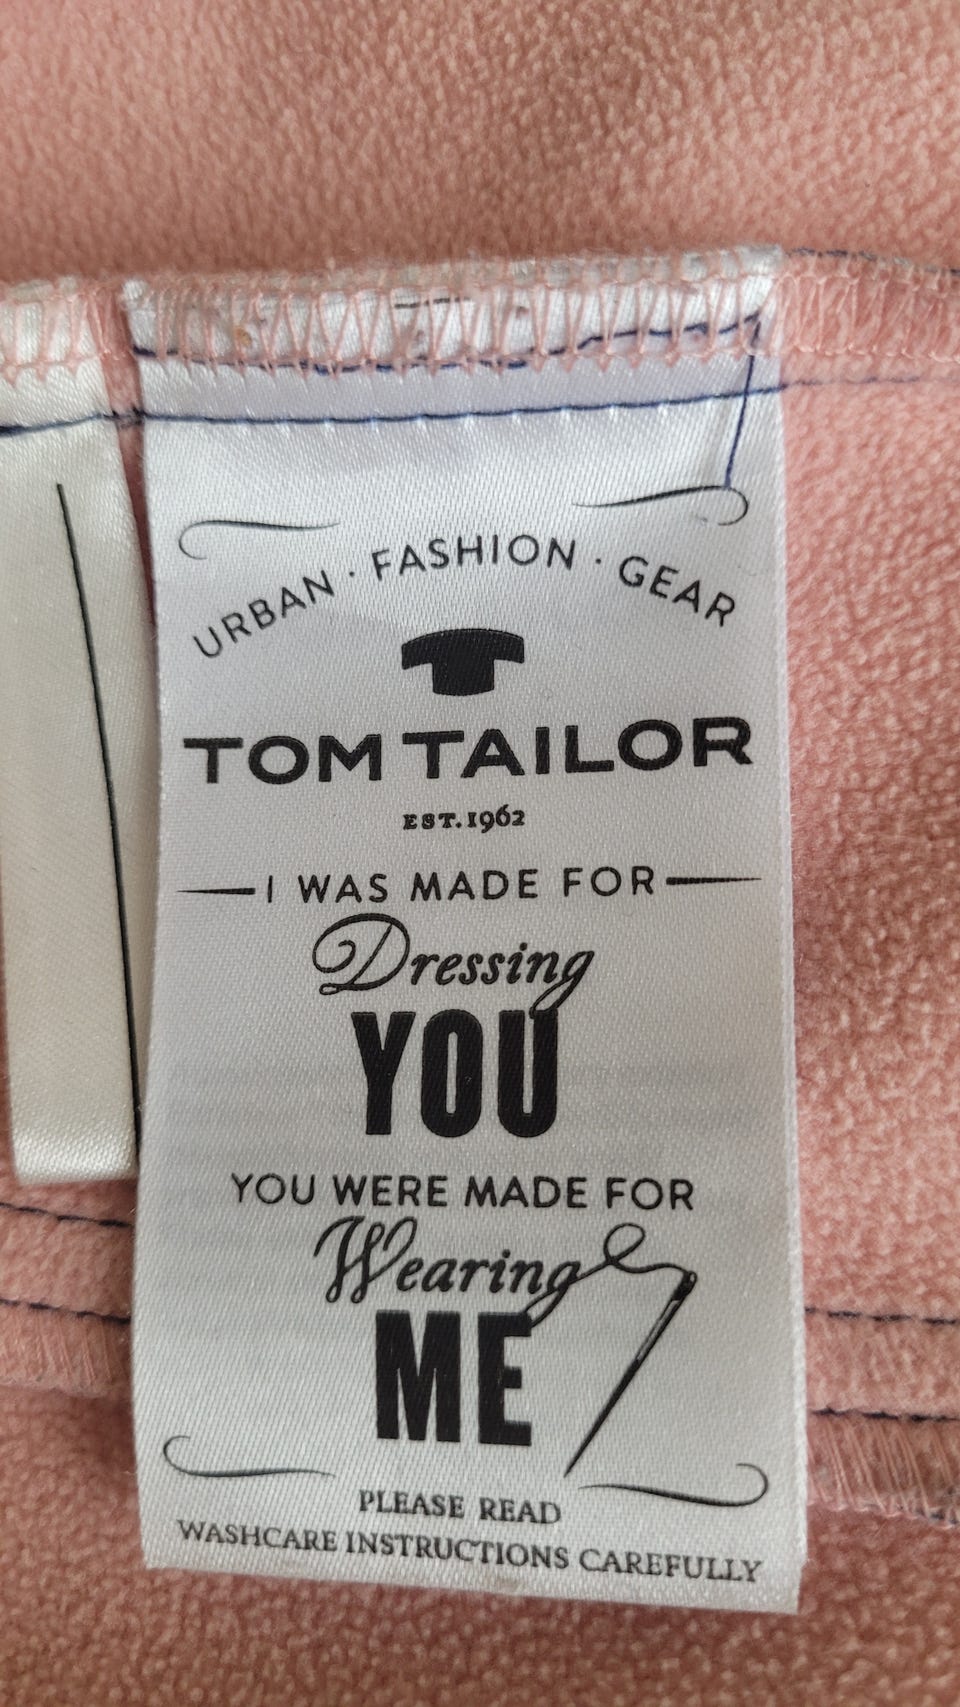 URBAN · FASHION · GEAR
TOM TAILOR
EST. 1962
I WAS MADE FOR
Dressing
YOU
YOU WERE MADE FOR
Wearing
ME
PLEASE READ
WASHCARE INSTRUCTIONS CAREFULLY